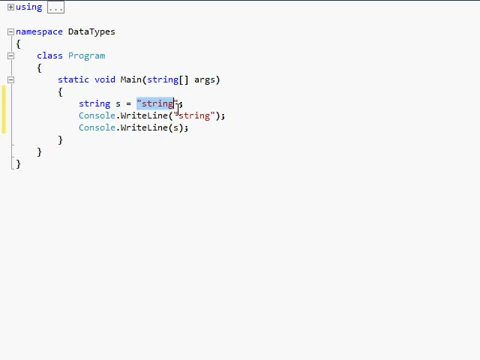 using ...
namespace DataTypes
{
class Program
{
static void Main(string[] args)
{
string s = "string";
Console.WriteLine("string");
Console.WriteLine(s);
}
}
}